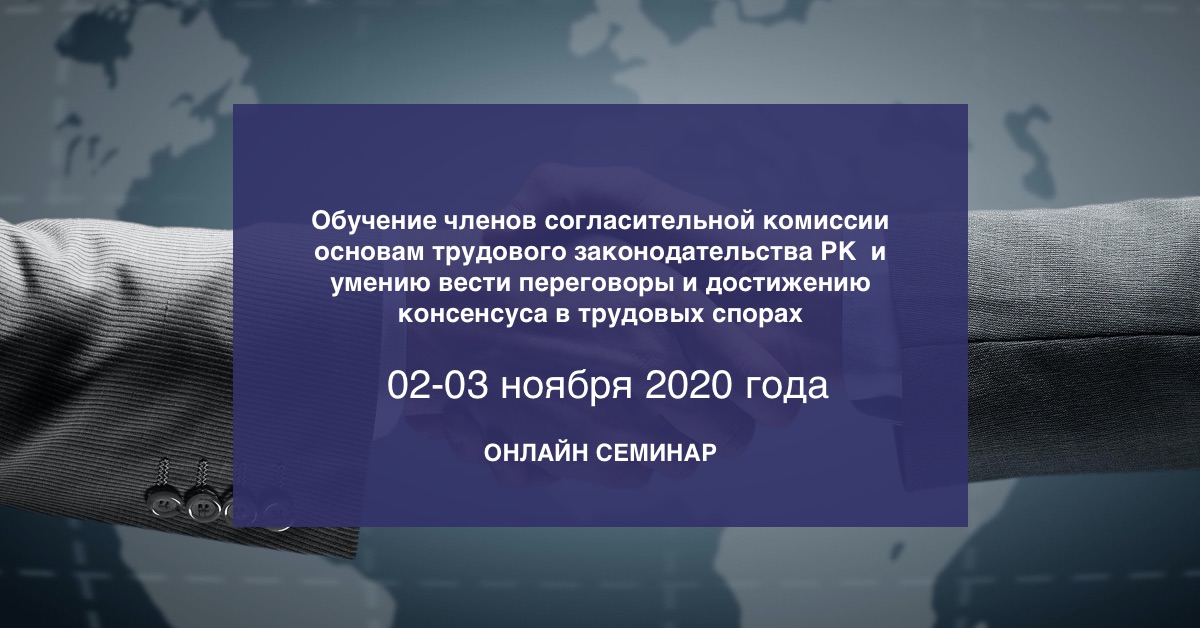 Обучение членов согласительной комиссии
основам трудового законодательства РК  и
умению вести переговоры и достижению
консенсуса в трудовых спорах
02-03 ноября 2020 года
ОНЛАЙН СЕМИНАР